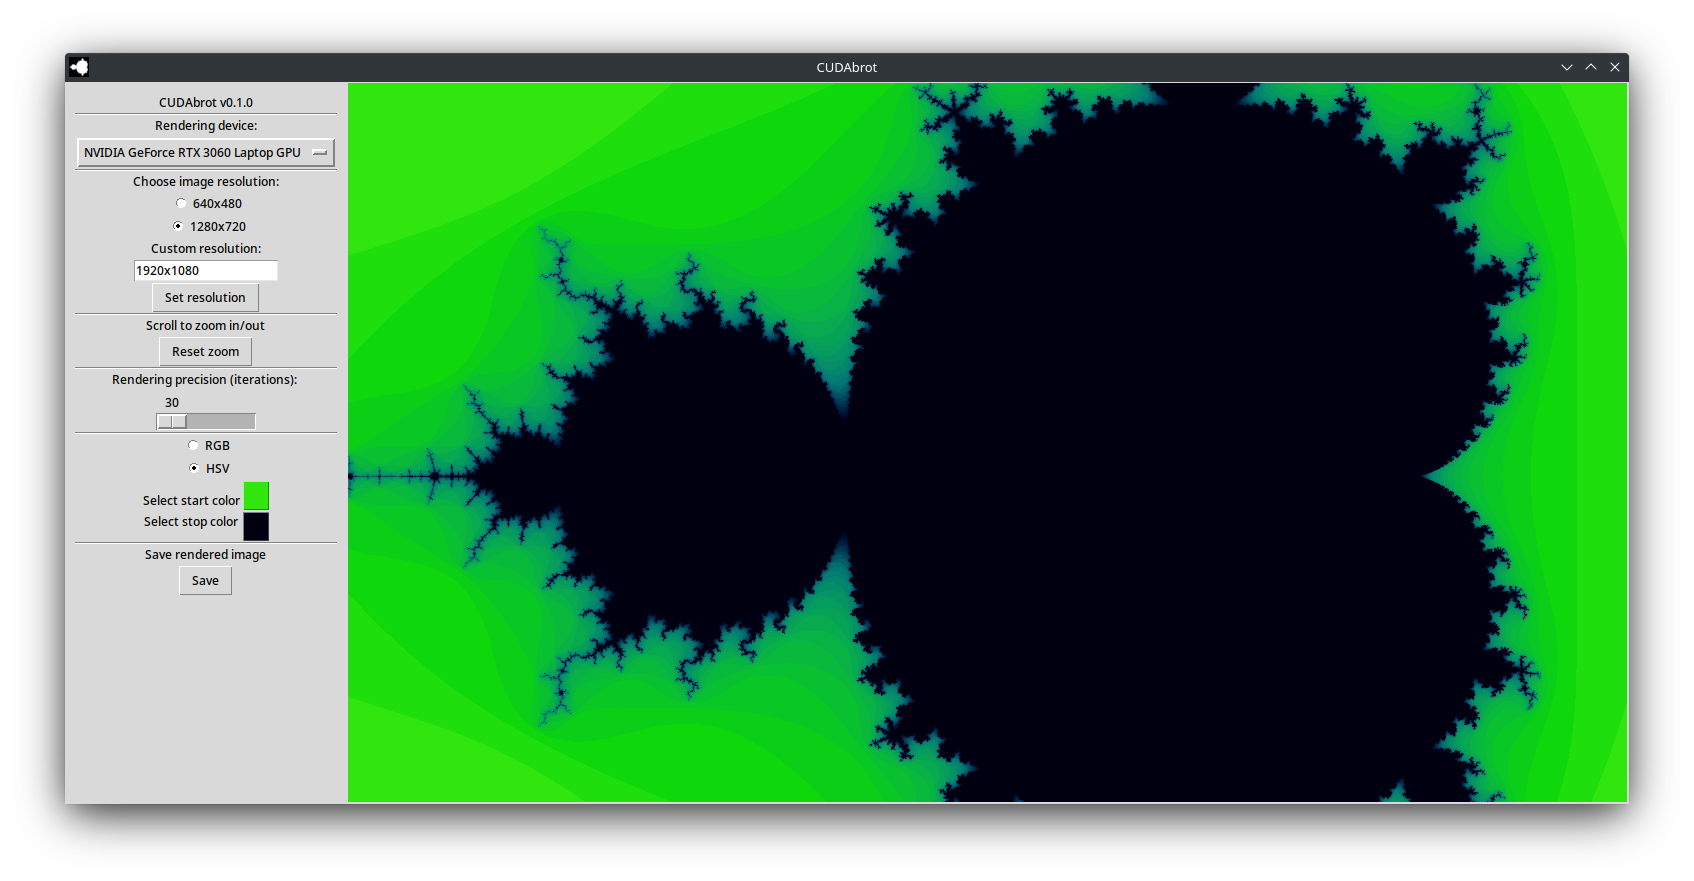 CUDAbrot
CUDAbrot v0.1.0
Rendering device:
NVIDIA GeForce RTX 3060 Laptop GPU
Choose image resolution:
640x480
1280x720
Custom resolution:
1920x1080
Set resolution
Scroll to zoom in/out
Reset zoom
Rendering precision (iterations):
30
RGB
HSV
Select start color
Select stop color
Save rendered image
Save